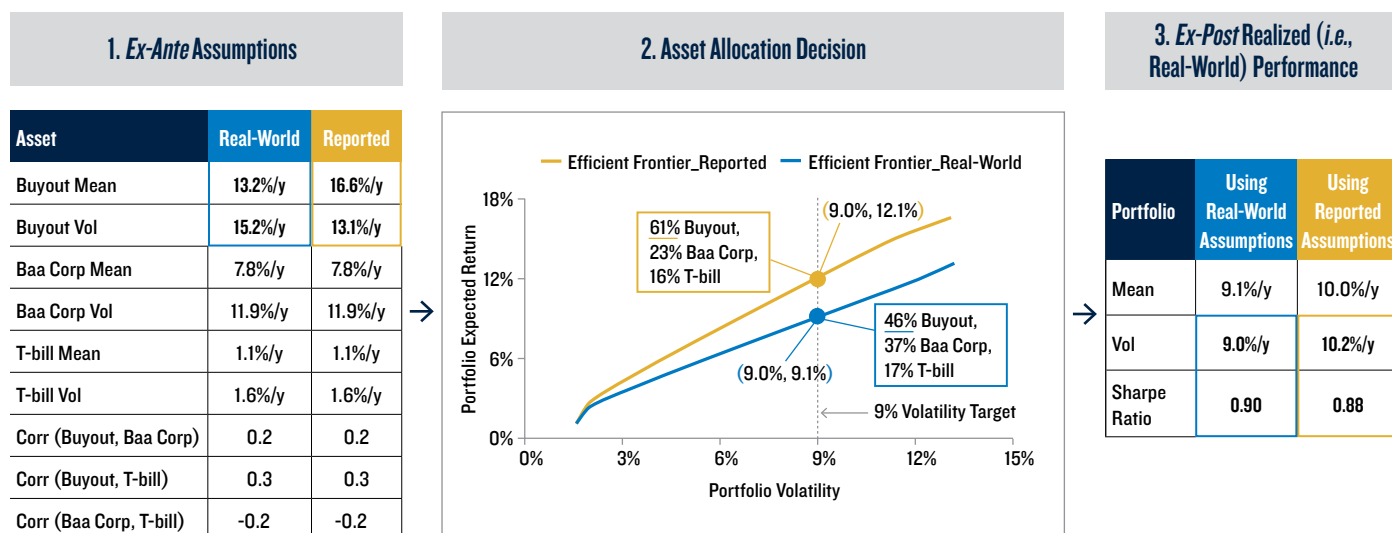 1. Ex-Ante Assumptions
Asset Real-World Reported
Buyout Mean 13.2%/y 16.6%/y
Buyout Vol 15.2%/y 13.1%/y
Baa Corp Mean 7.8%/y 7.8%/y
Baa Corp Vol 11.9%/y 11.9%/y
T-bill Mean 1.1%/y 1.1%/y
T-bill Vol 1.6%/y 1.6%/y
Corr (Buyout, Baa Corp) 0.2 0.2
Corr (Buyout, T-bill) 0.3 0.3
Corr (Baa Corp, T-bill) -0.2 -0.2
2. Asset Allocation Decision
Efficient Frontier_Reported Efficient Frontier_Real-World
Portfolio Expected Return
18%
12%
6%
0%
61% Buyout,
23% Baa Corp,
16% T-bill
(9.0%, 12.1%)
46% Buyout,
37% Baa Corp,
17% T-bill
(9.0%, 9.1%)
9% Volatility Target
0% 3% 6% 9% 12% 15%
Portfolio Volatility
3. Ex-Post Realized (i.e.,
Real-World) Performance
Portfolio
Using
Real-World
Assumptions
Using
Reported
Assumptions
Mean 9.1%/y 10.0%/y
Vol 9.0%/y 10.2%/y
Sharpe
Ratio
0.90 0.88